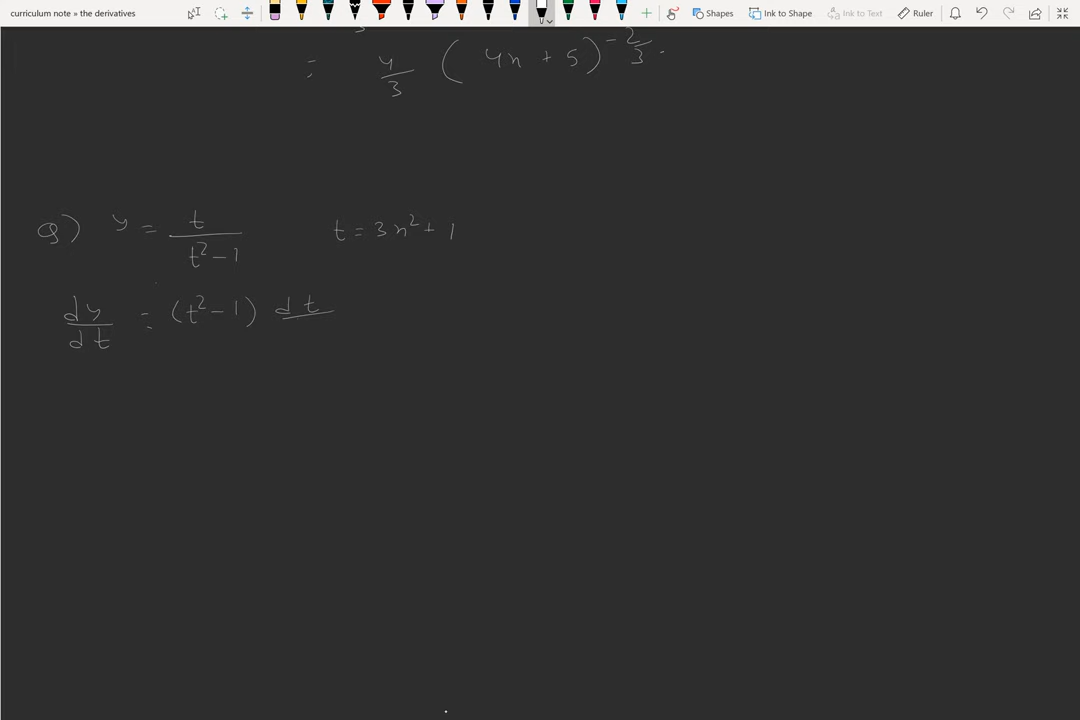 curriculum note » the derivatives
Shapes Ink to Shape Ink to Text Ruler
= 4/3 (4x + 5)^-2/3
Q) y = t/(t² - 1) t = 3x² + 1
dy/dt = (t² - 1) dt